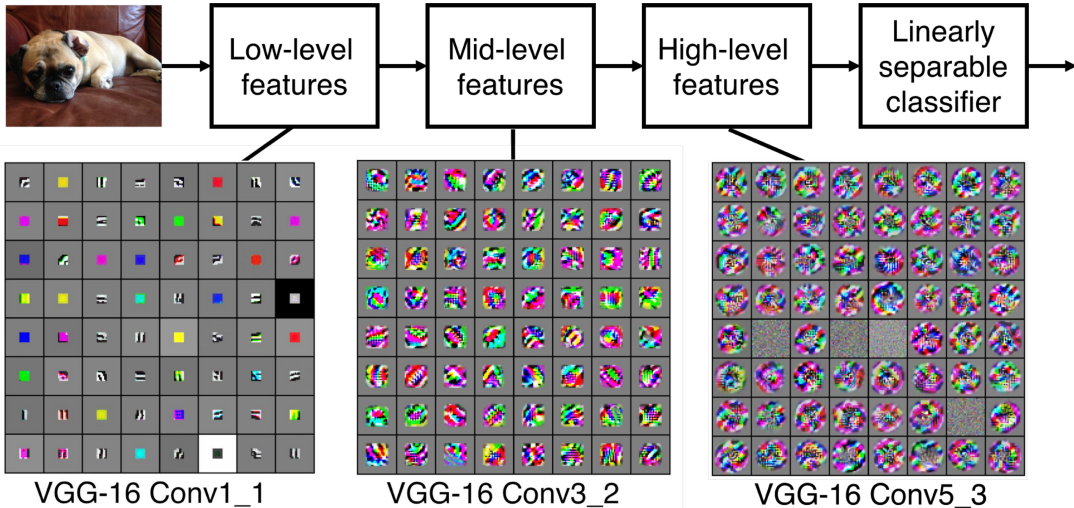 Low-level
features
Mid-level
features
High-level
features
Linearly
separable
classifier
VGG-16 Conv1_1
VGG-16 Conv3_2
VGG-16 Conv5_3